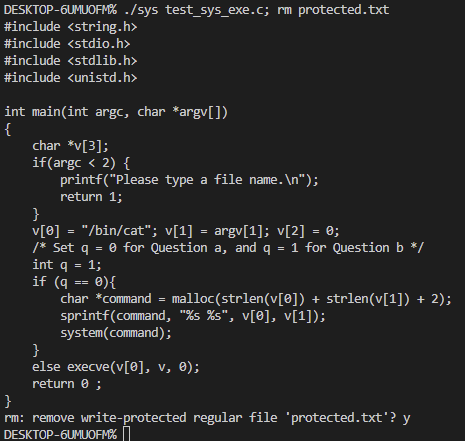 DESKTOP-6UMUOFM% ./sys test_sys_exe.c; rm protected.txt
#include <string.h>
#include <stdio.h>
#include <stdlib.h>
#include <unistd.h>

int main(int argc, char *argv[])
{
    char *v[3];
    if(argc < 2) {
        printf("Please type a file name.\n");
        return 1;
    }
    v[0] = "/bin/cat"; v[1] = argv[1]; v[2] = 0;
    /* Set q = 0 for Question a, and q = 1 for Question b */
    int q = 1;
    if (q == 0){
        char *command = malloc(strlen(v[0]) + strlen(v[1]) + 2);
        sprintf(command, "%s %s", v[0], v[1]);
        system(command);
    }
    else execve(v[0], v, 0);
    return 0 ;
}
rm: remove write-protected regular file 'protected.txt'? y
DESKTOP-6UMUOFM%